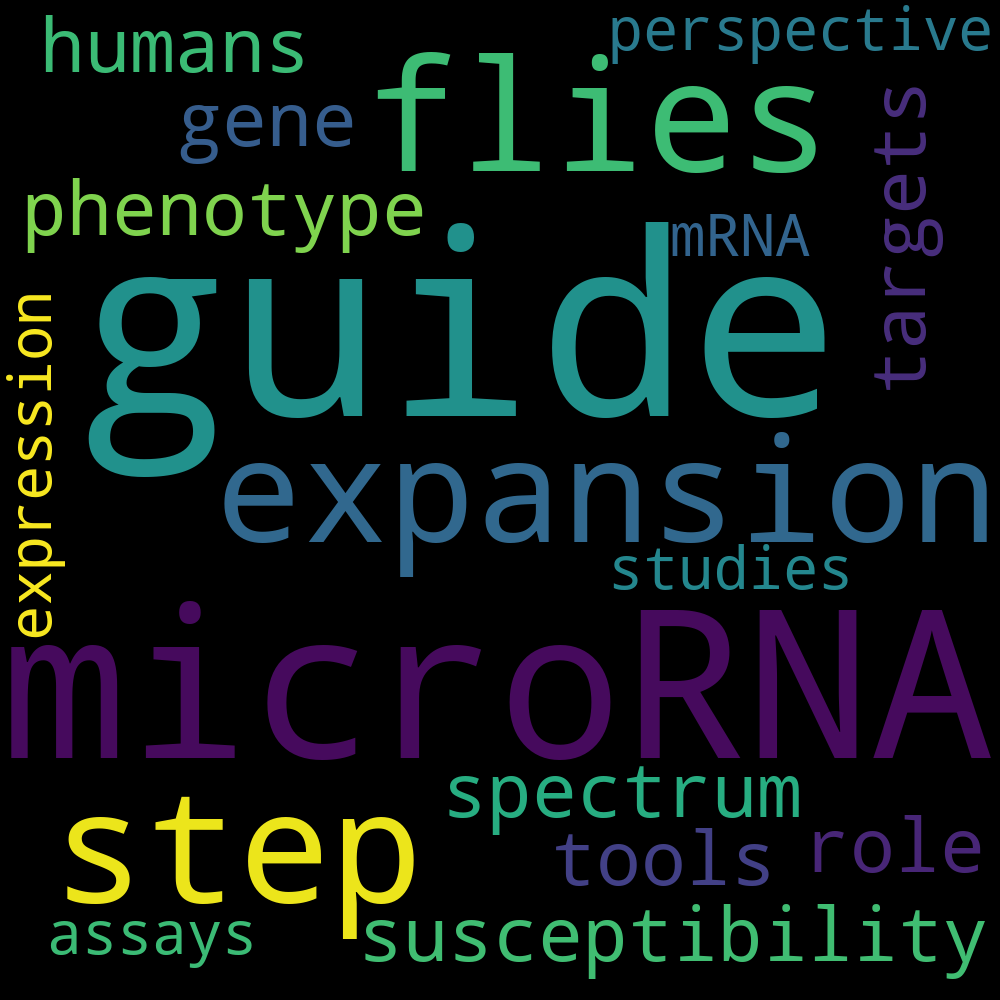 humans
perspective
flies
gene
targets
phenotype
mRNA
guide
expression
expansion
studies
microRNA
spectrum
step
tools
role
assays
susceptibility